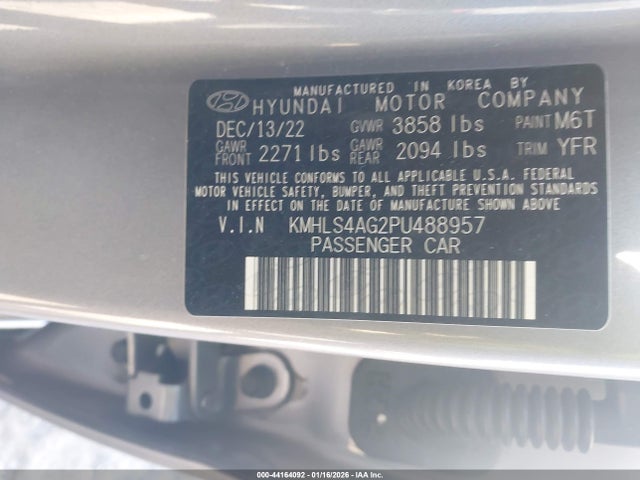 MANUFACTURED IN KOREA BY
HYUNDAI MOTOR COMPANY
DEC/13/22 GVWR 3858 lbs PAINT M6T
GAWR FRONT 2271 lbs GAWR REAR 2094 lbs TRIM YFR
THIS VEHICLE CONFORMS TO ALL APPLICABLE U.S.A. FEDERAL
MOTOR VEHICLE SAFETY, BUMPER, AND THEFT PREVENTION STANDARDS
IN EFFECT ON THE DATE OF MANUFACTURE SHOWN ABOVE
V.I.N KMHLS4AG2PU488957
PASSENGER CAR
000-44164092 - 01/16/2026 - IAA Inc.